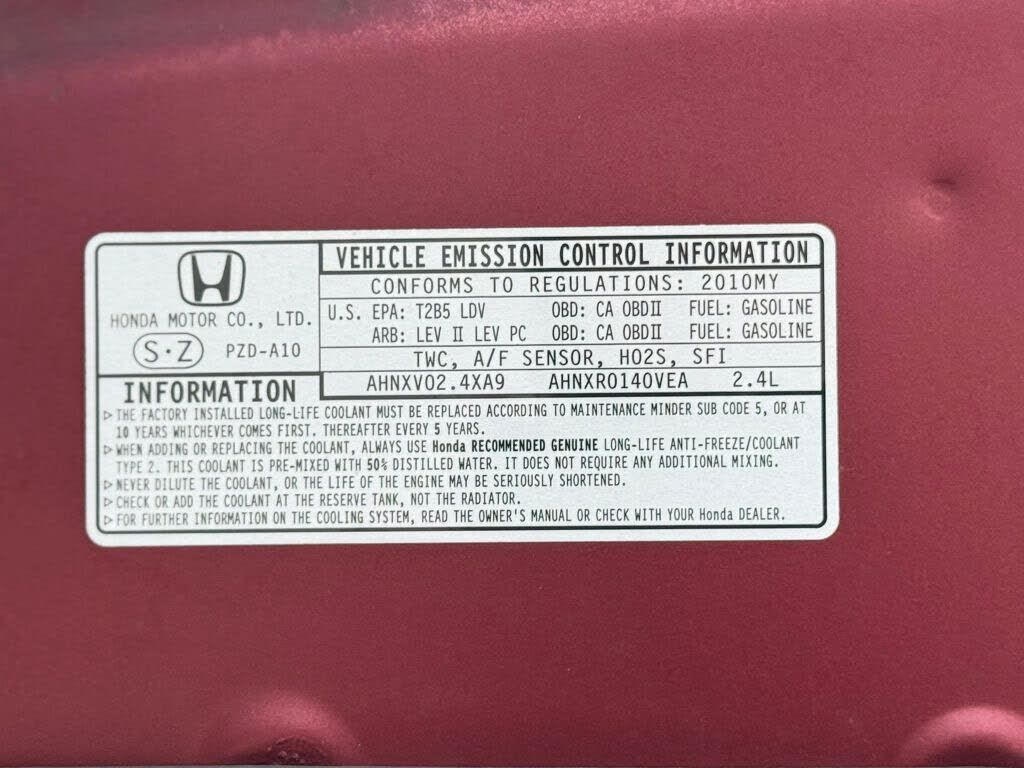 VEHICLE EMISSION CONTROL INFORMATION
CONFORMS TO REGULATIONS: 2010MY
U.S. EPA: T2B5 LDV OBD: CA OBDII FUEL: GASOLINE
ARB: LEV II LEV PC OBD: CA OBDII FUEL: GASOLINE
TWC, A/F SENSOR, HO2S, SFI
AHNXV02.4XA9 AHNXR0140VEA 2.4L
HONDA MOTOR CO., LTD.
S·Z PZD-A10
INFORMATION
▷THE FACTORY INSTALLED LONG-LIFE COOLANT MUST BE REPLACED ACCORDING TO MAINTENANCE MINDER SUB CODE 5, OR AT
10 YEARS WHICHEVER COMES FIRST. THEREAFTER EVERY 5 YEARS.
▷WHEN ADDING OR REPLACING THE COOLANT, ALWAYS USE Honda RECOMMENDED GENUINE LONG-LIFE ANTI-FREEZE/COOLANT
TYPE 2. THIS COOLANT IS PRE-MIXED WITH 50% DISTILLED WATER. IT DOES NOT REQUIRE ANY ADDITIONAL MIXING.
▷NEVER DILUTE THE COOLANT, OR THE LIFE OF THE ENGINE MAY BE SERIOUSLY SHORTENED.
▷CHECK OR ADD THE COOLANT AT THE RESERVE TANK, NOT THE RADIATOR.
▷FOR FURTHER INFORMATION ON THE COOLING SYSTEM, READ THE OWNER'S MANUAL OR CHECK WITH YOUR Honda DEALER.